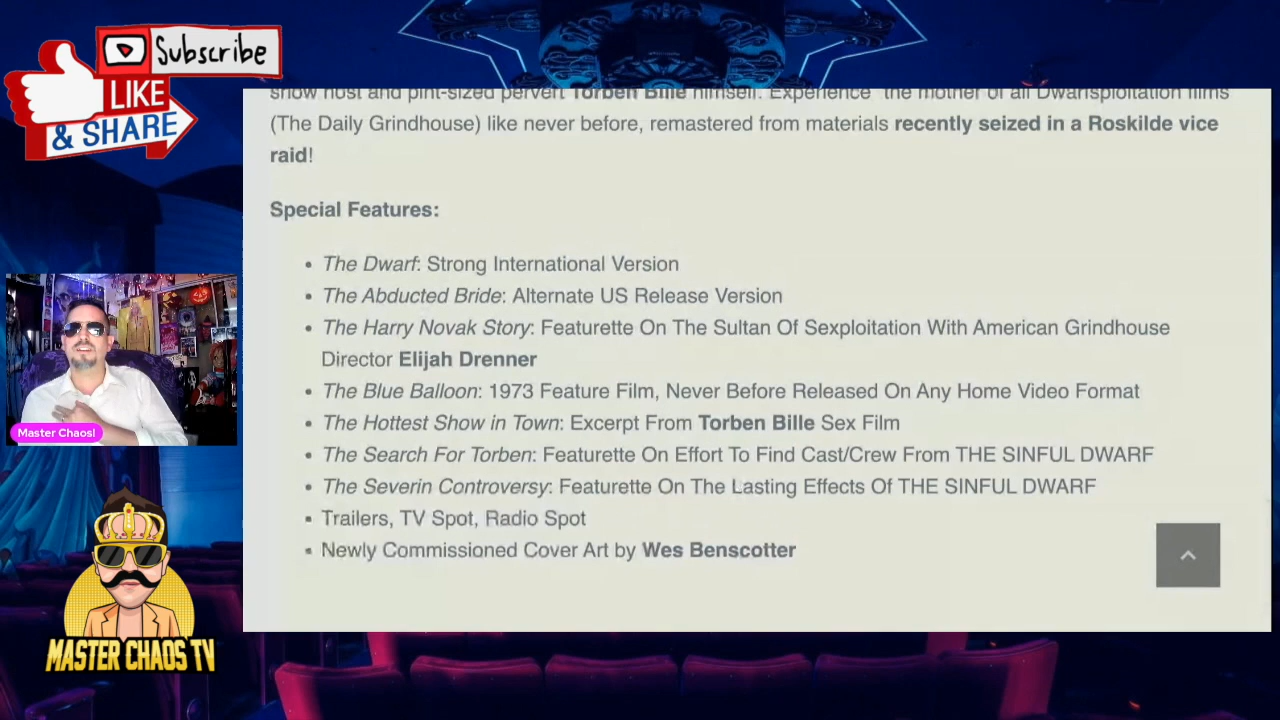 Subscribe
LIKE
& SHARE
show host and pint-sized pervert Torben Bille himself. Experience "the mother of all Dwarfsploitation films"
(The Daily Grindhouse) like never before, remastered from materials recently seized in a Roskilde vice
raid!
Special Features:
• The Dwarf: Strong International Version
• The Abducted Bride: Alternate US Release Version
• The Harry Novak Story: Featurette On The Sultan Of Sexploitation With American Grindhouse
Director Elijah Drenner
• The Blue Balloon: 1973 Feature Film, Never Before Released On Any Home Video Format
• The Hottest Show in Town: Excerpt From Torben Bille Sex Film
• The Search For Torben: Featurette On Effort To Find Cast/Crew From THE SINFUL DWARF
• The Severin Controversy: Featurette On The Lasting Effects Of THE SINFUL DWARF
• Trailers, TV Spot, Radio Spot
• Newly Commissioned Cover Art by Wes Benscotter
Master Chaos!
MASTER CHAOS TV